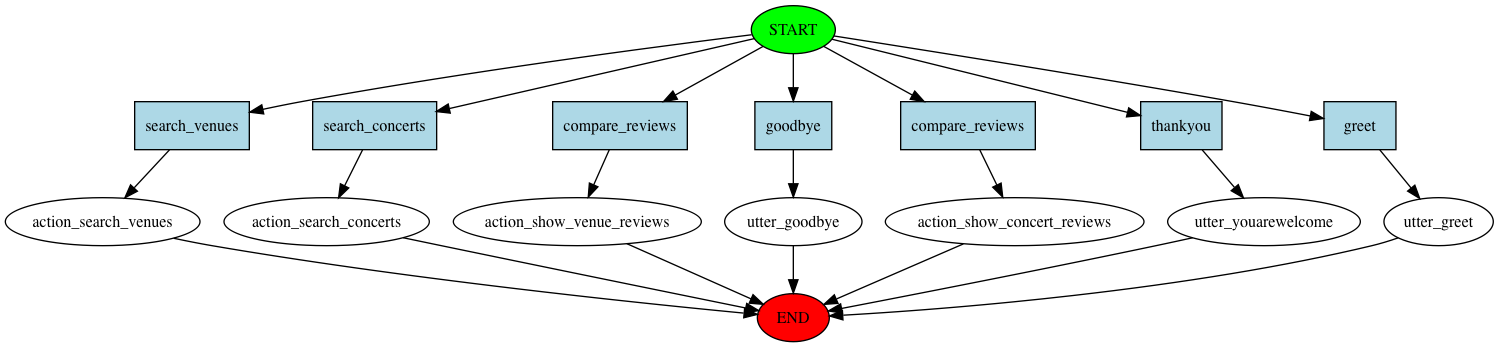 START
search_venues
search_concerts
compare_reviews
goodbye
compare_reviews
thankyou
greet
action_search_venues
action_search_concerts
action_show_venue_reviews
utter_goodbye
action_show_concert_reviews
utter_youarewelcome
utter_greet
END